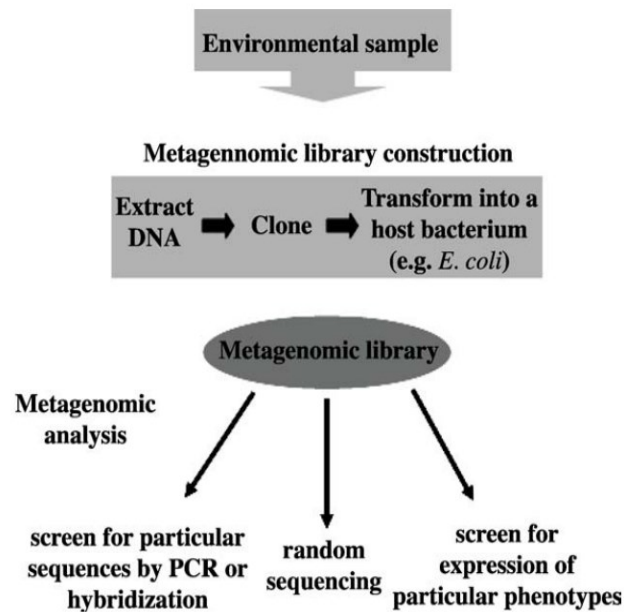 Environmental sample
Metagennomic library construction
Extract
DNA
Clone
Transform into a
host bacterium
(e.g. E. coli)
Metagenomic library
Metagenomic
analysis
screen for particular
sequences by PCR or
hybridization
random
sequencing
screen for
expression of
particular phenotypes